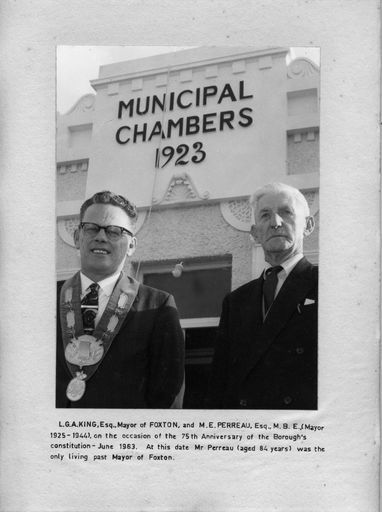 MUNICIPAL
CHAMBERS
1923
L.G.A.KING, Esq., Mayor of FOXTON, and M.E. PERREAU, Esq., M.B.E., (Mayor
1925-1944), on the occasion of the 75th Anniversary of the Borough's
constitution - June 1963. At this date Mr Perreau (aged 84 years) was the
only living past Mayor of Foxton.